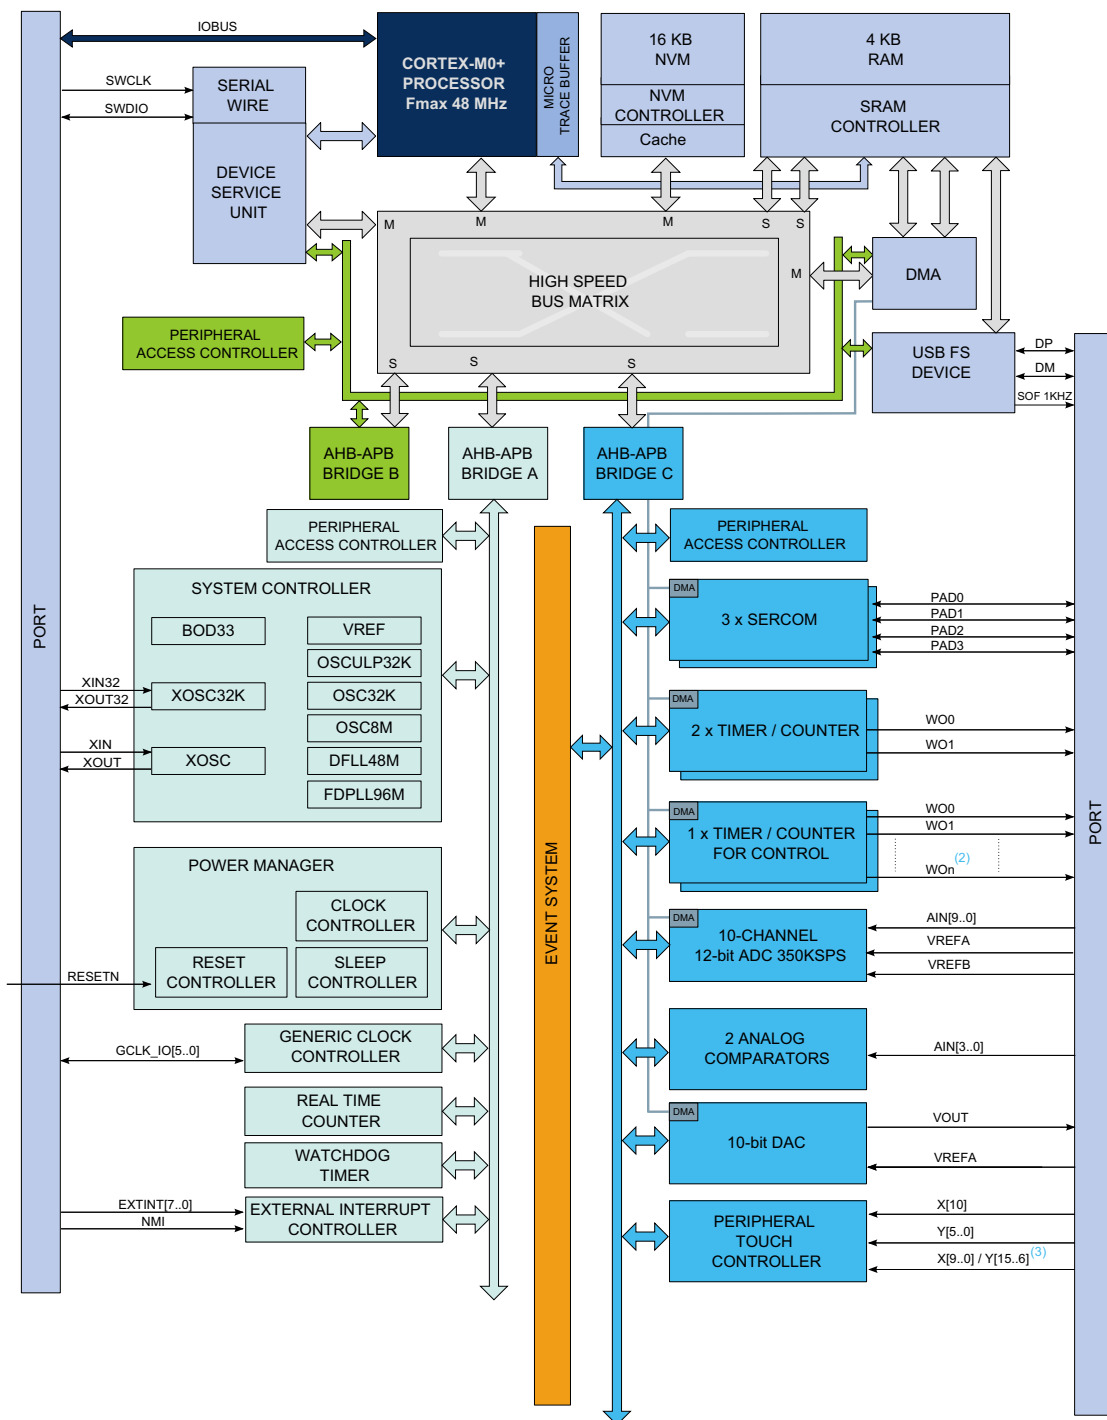 IOBUS
CORTEX-M0+
PROCESSOR
Fmax 48 MHz
MICRO
TRACE BUFFER
16 KB
NVM
NVM
CONTROLLER
Cache
4 KB
RAM
SRAM
CONTROLLER
SWCLK
SWDIO
SERIAL
WIRE
DEVICE
SERVICE
UNIT
M
M
M
S
S
M
HIGH SPEED
BUS MATRIX
S
S
S
DMA
PERIPHERAL
ACCESS CONTROLLER
USB FS
DEVICE
DP
DM
SOF 1KHZ
AHB-APB
BRIDGE B
AHB-APB
BRIDGE A
AHB-APB
BRIDGE C
PORT
PORT
EVENT SYSTEM
PERIPHERAL
ACCESS CONTROLLER
SYSTEM CONTROLLER
BOD33
VREF
OSCULP32K
XOSC32K
OSC32K
OSC8M
XOSC
DFLL48M
FDPLL96M
XIN32
XOUT32
XIN
XOUT
POWER MANAGER
CLOCK
CONTROLLER
RESET
CONTROLLER
SLEEP
CONTROLLER
RESETN
GCLK_IO[5..0]
GENERIC CLOCK
CONTROLLER
REAL TIME
COUNTER
WATCHDOG
TIMER
EXTINT[7..0]
NMI
EXTERNAL INTERRUPT
CONTROLLER
PERIPHERAL
ACCESS CONTROLLER
DMA
3 x SERCOM
PAD0
PAD1
PAD2
PAD3
DMA
2 x TIMER / COUNTER
WO0
WO1
DMA
1 x TIMER / COUNTER
FOR CONTROL
WO0
WO1
WOn (2)
DMA
10-CHANNEL
12-bit ADC 350KSPS
AIN[9..0]
VREFA
VREFB
2 ANALOG
COMPARATORS
AIN[3..0]
DMA
10-bit DAC
VOUT
VREFA
PERIPHERAL
TOUCH
CONTROLLER
X[10]
Y[5..0]
X[9..0] / Y[15..6](3)